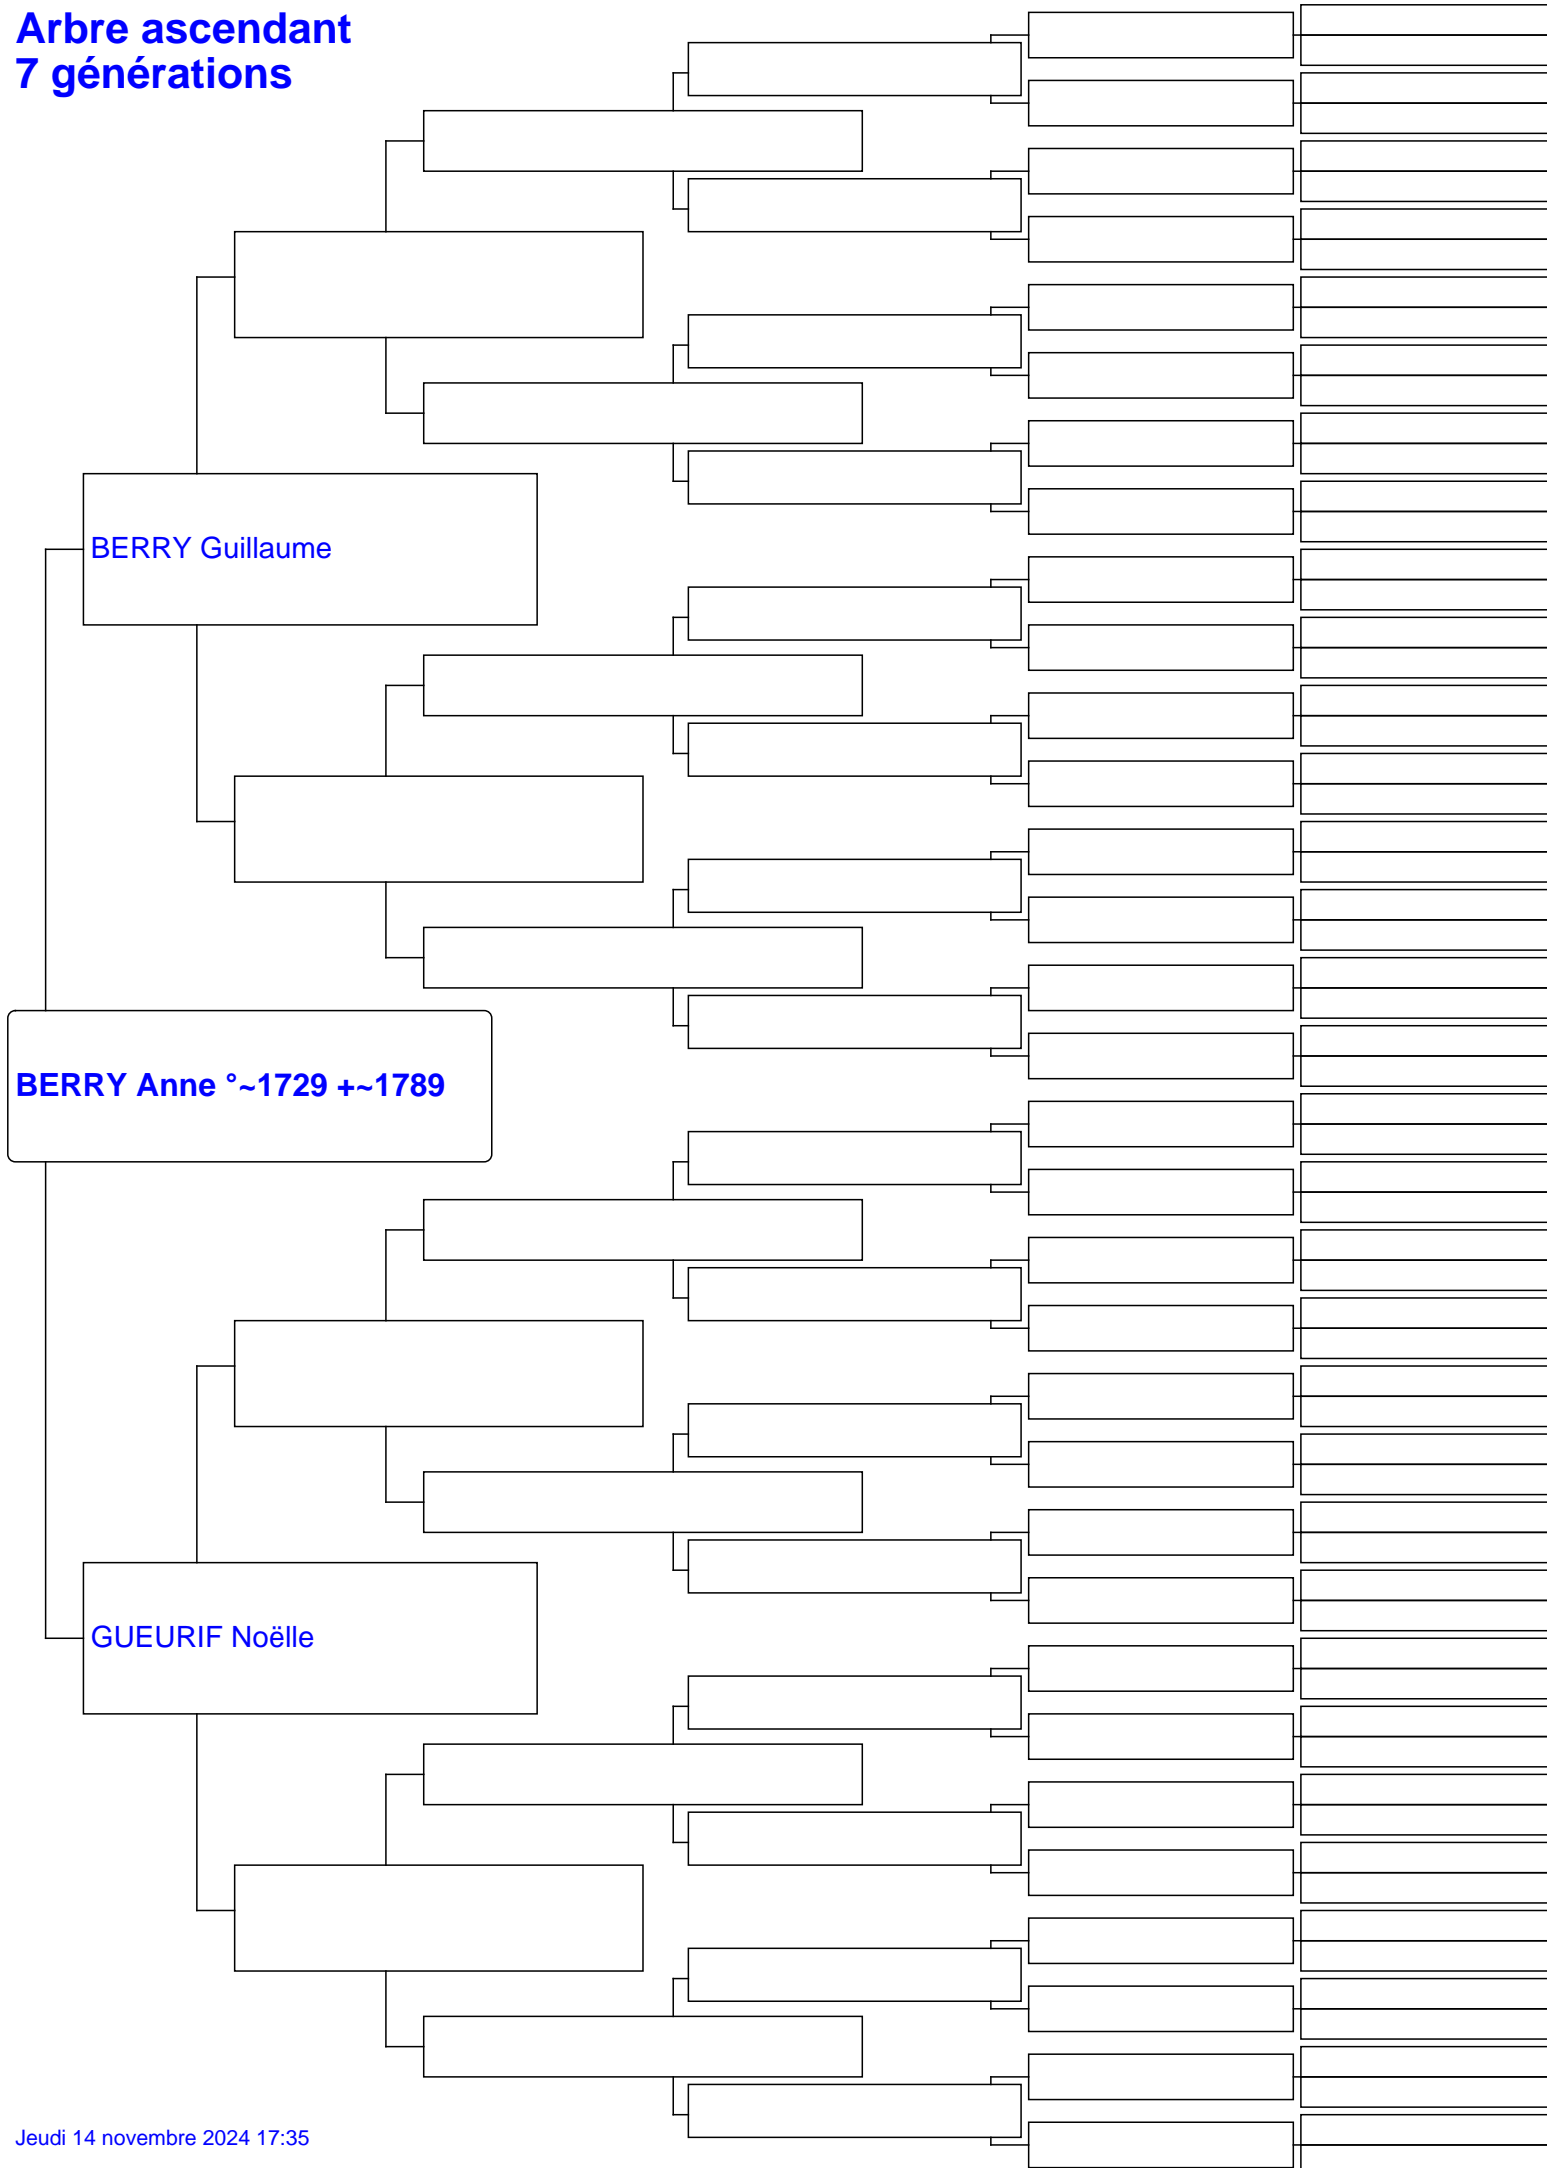 Arbre ascendant
7 générations
BERRY Guillaume
BERRY Anne °~1729 +~1789
GUEURIF Noëlle
Jeudi 14 novembre 2024 17:35